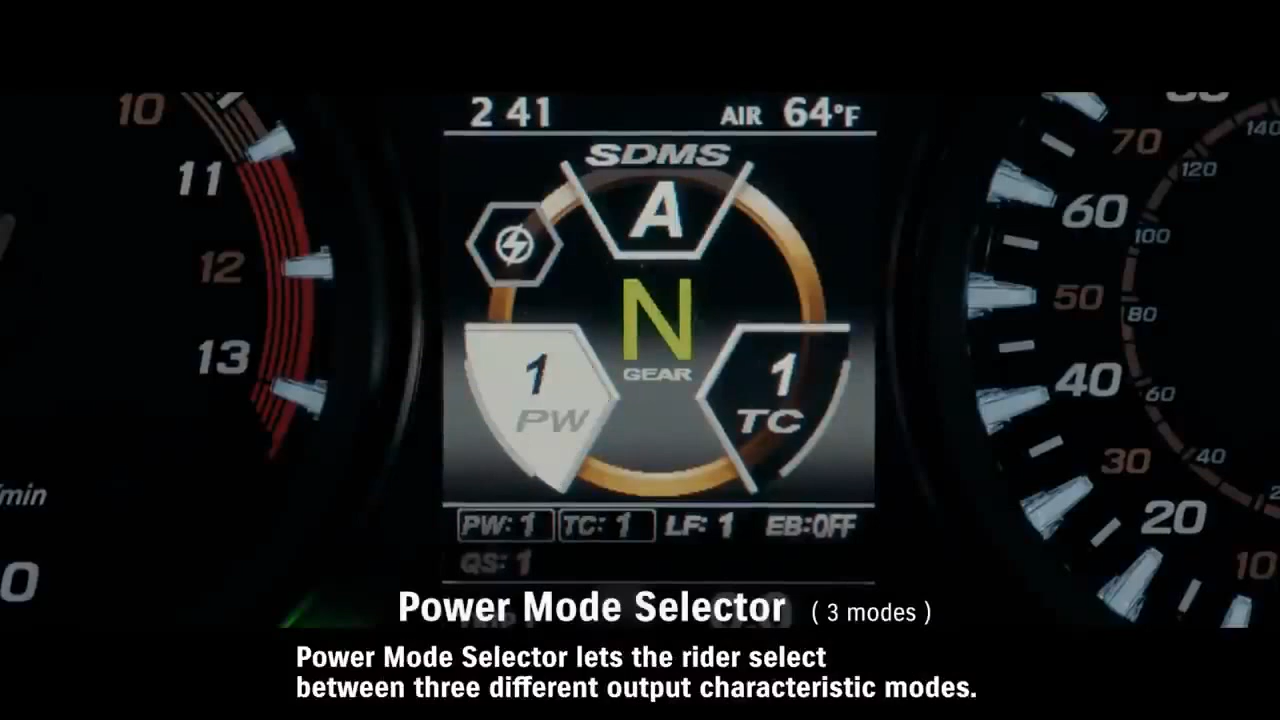 2 41 AIR 64°F
SDMS
A
N
GEAR
1
PW
1
TC
PW: 1 TC: 1 LF: 1 EB:OFF
QS: 1
10
11
12
13
0
70
60
50
40
30
20
10
140
120
100
80
60
40
Power Mode Selector ( 3 modes )
Power Mode Selector lets the rider select
between three different output characteristic modes.